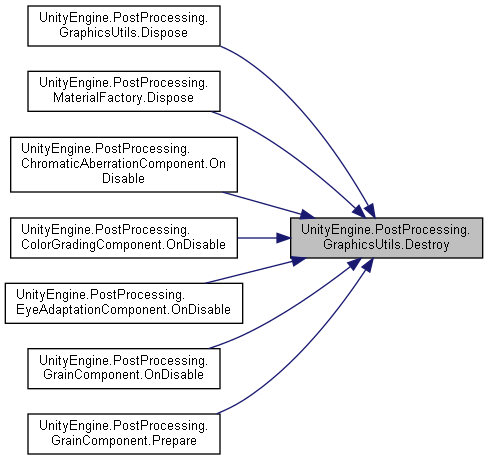 UnityEngine.PostProcessing.
GraphicsUtils.Dispose
UnityEngine.PostProcessing.
MaterialFactory.Dispose
UnityEngine.PostProcessing.
ChromaticAberrationComponent.On
Disable
UnityEngine.PostProcessing.
ColorGradingComponent.OnDisable
UnityEngine.PostProcessing.
EyeAdaptationComponent.OnDisable
UnityEngine.PostProcessing.
GrainComponent.OnDisable
UnityEngine.PostProcessing.
GrainComponent.Prepare
UnityEngine.PostProcessing.
GraphicsUtils.Destroy